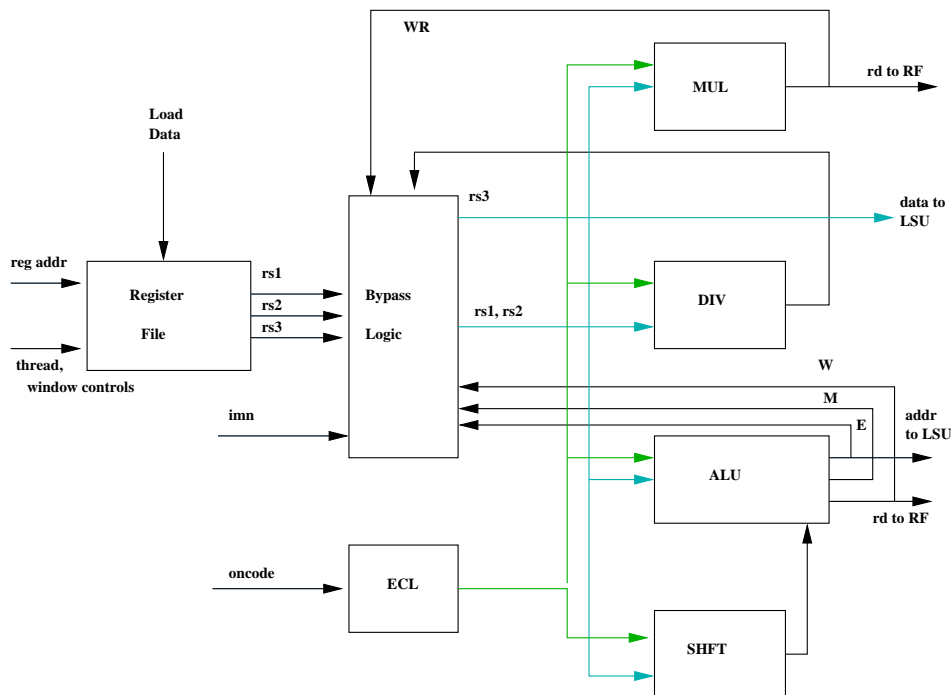 WR
MUL
rd to RF
Load
Data
rs3
data to
LSU
reg addr
Register
File
rs1
rs2
rs3
Bypass
Logic
rs1, rs2
DIV
thread,
window controls
W
M
E
imn
addr
to LSU
ALU
rd to RF
oncode
ECL
SHFT